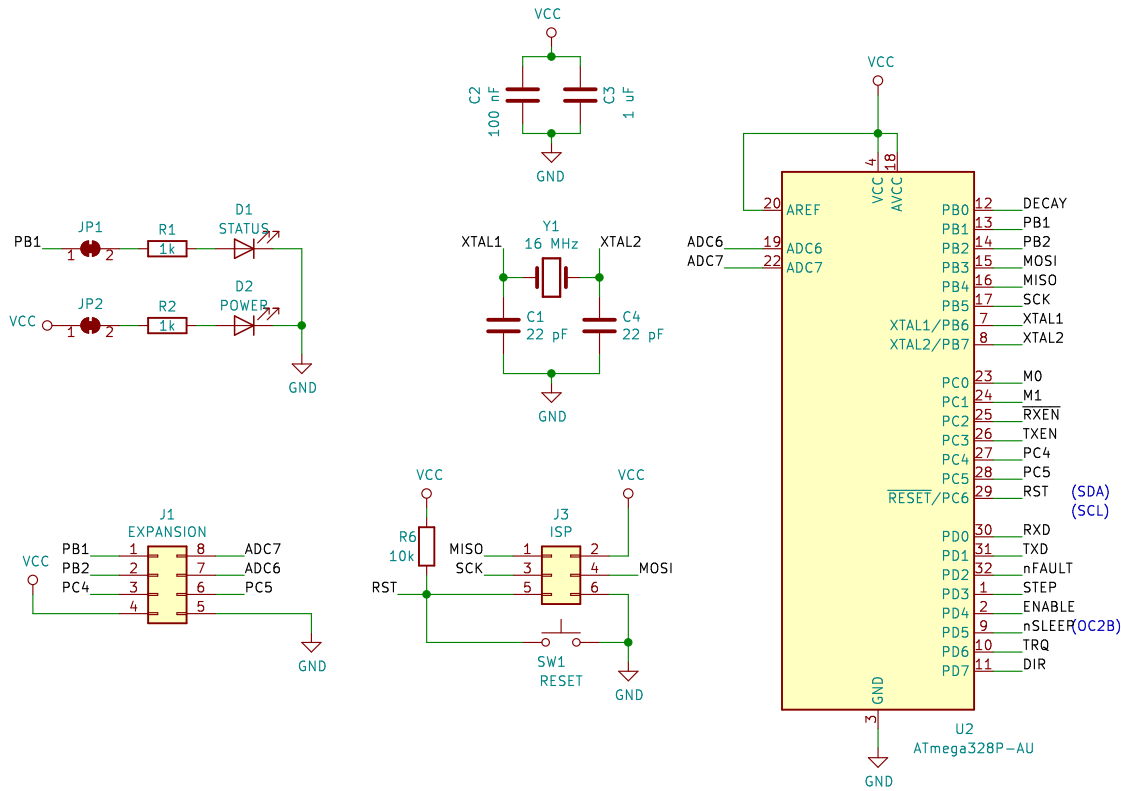 VCC
C2
100 nF
C3
1 uF
GND
VCC
4
VCC
18
AVCC
20 AREF
ADC6 19 ADC6
ADC7 22 ADC7
PB0 12 DECAY
PB1 13 PB1
PB2 14 PB2
PB3 15 MOSI
PB4 16 MISO
PB5 17 SCK
XTAL1/PB6 7 XTAL1
XTAL2/PB7 8 XTAL2
PC0 23 M0
PC1 24 M1
PC2 25 RXEN
PC3 26 TXEN
PC4 27 PC4
PC5 28 PC5
RESET/PC6 29 RST (SDA)
(SCL)
PD0 30 RXD
PD1 31 TXD
PD2 32 nFAULT
PD3 1 STEP
PD4 2 ENABLE
PD5 9 nSLEEP (OC2B)
PD6 10 TRQ
PD7 11 DIR
GND
3
U2
ATmega328P-AU
GND
D1
STATUS
PB1 1 JP1 2 R1
1k
D2
POWER
VCC 1 JP2 2 R2
1k
GND
Y1
16 MHz
XTAL1 XTAL2
C1
22 pF
C4
22 pF
GND
J1
EXPANSION
VCC
PB1 1 8 ADC7
PB2 2 7 ADC6
PC4 3 6 PC5
4 5
GND
VCC
VCC
R6
10k
J3
ISP
MISO 1 2
SCK 3 4 MOSI
RST 5 6
SW1
RESET
GND